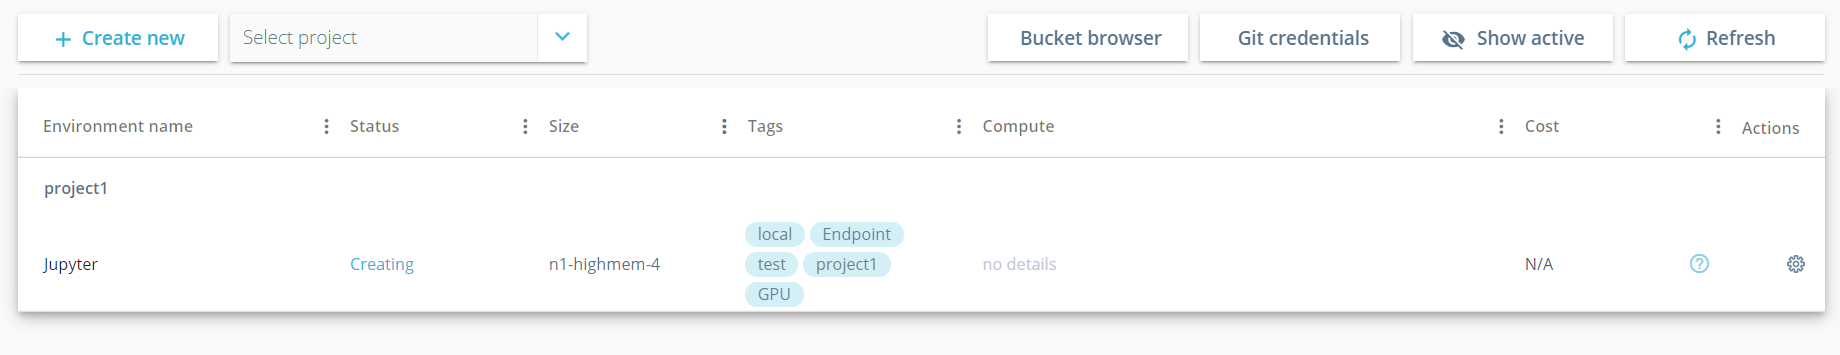 + Create new Select project Bucket browser Git credentials Show active Refresh
Environment name Status Size Tags Compute Cost Actions
project1
local Endpoint
Jupyter Creating n1-highmem-4 test project1 no details N/A ?
GPU